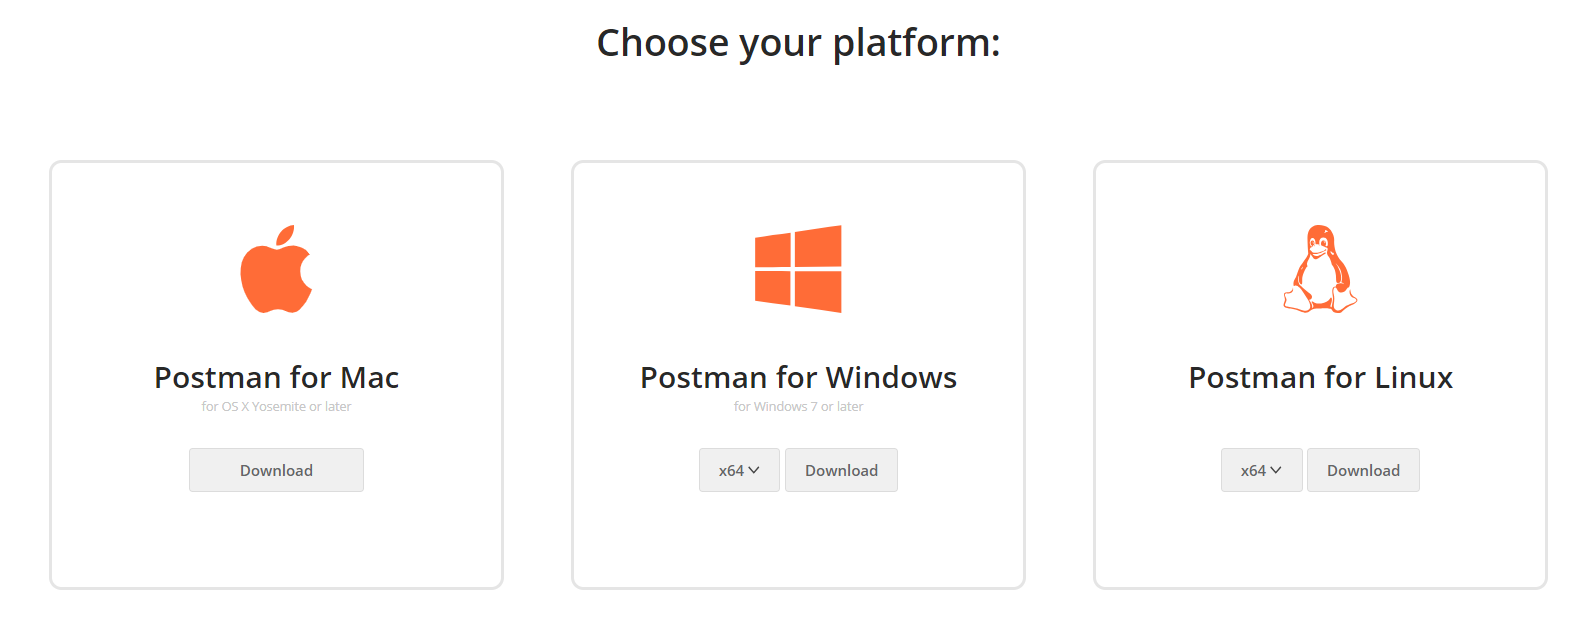 Choose your platform:
Postman for Mac
for OS X Yosemite or later
Download
Postman for Windows
for Windows 7 or later
x64 Download
Postman for Linux
x64 Download